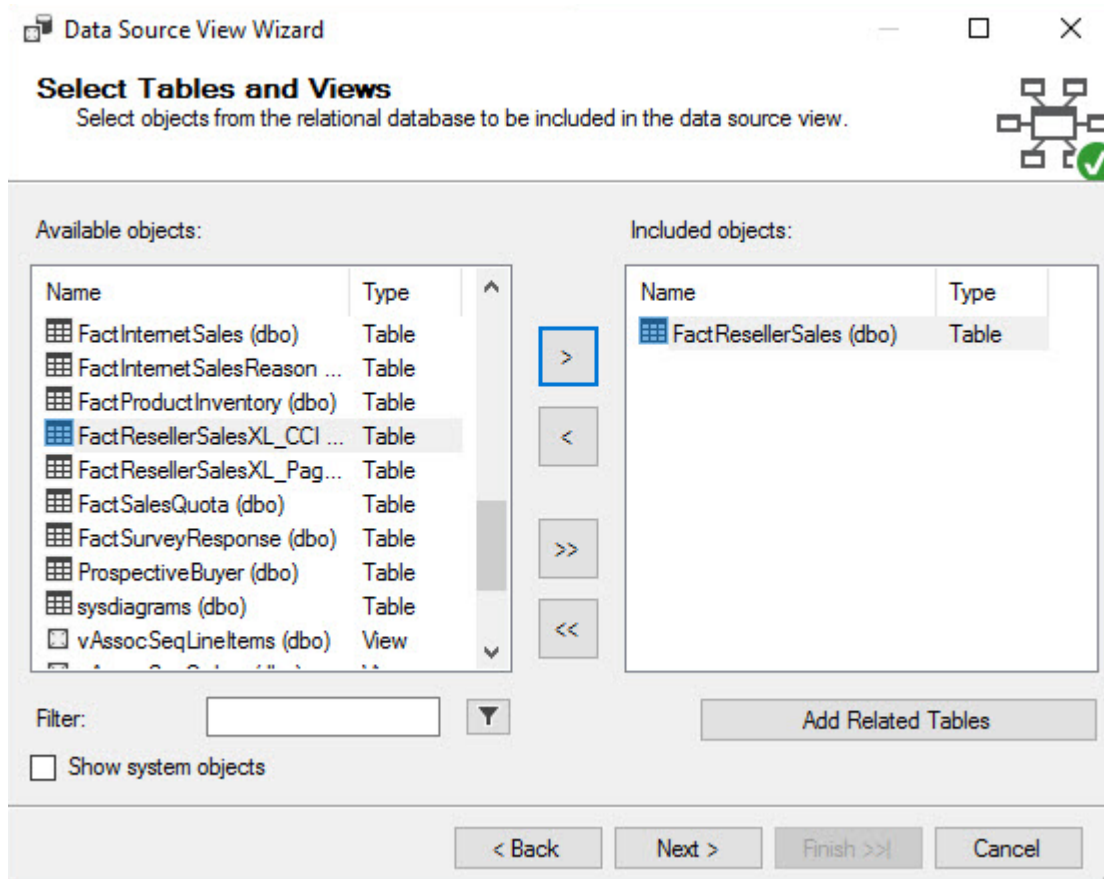 Data Source View Wizard
Select Tables and Views
Select objects from the relational database to be included in the data source view.
Available objects:
Included objects:
Name Type
FactInternetSales (dbo) Table
FactInternetSalesReason ... Table
FactProductInventory (dbo) Table
FactResellerSalesXL_CCI ... Table
FactResellerSalesXL_Pag... Table
FactSalesQuota (dbo) Table
FactSurveyResponse (dbo) Table
ProspectiveBuyer (dbo) Table
sysdiagrams (dbo) Table
vAssocSeqLineItems (dbo) View
>
<
>>
<<
Name Type
FactResellerSales (dbo) Table
Filter:
Add Related Tables
Show system objects
< Back Next > Finish >>| Cancel